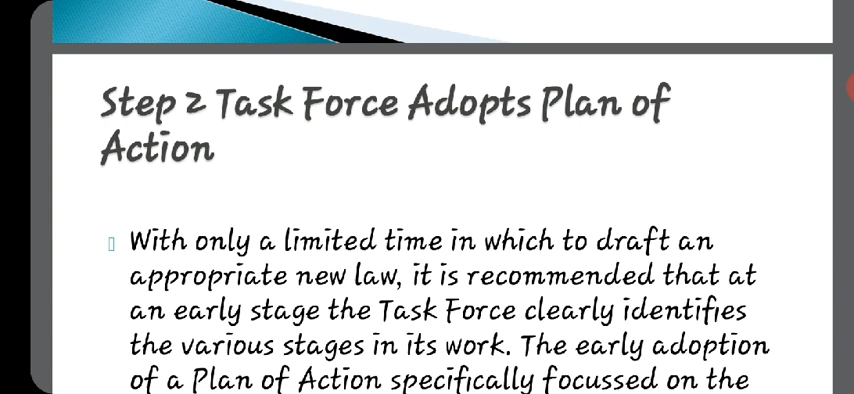 Step 2 Task Force Adopts Plan of
Action
With only a limited time in which to draft an
appropriate new law, it is recommended that at
an early stage the Task Force clearly identifies
the various stages in its work. The early adoption
of a Plan of Action specifically focussed on the